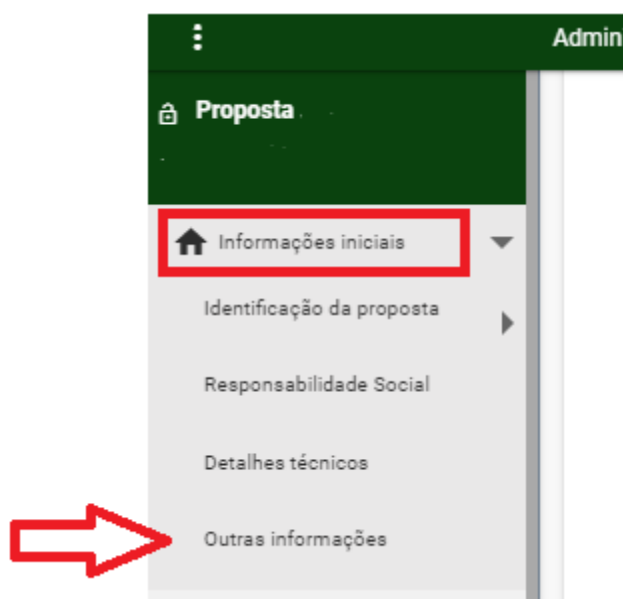 Admin
Proposta
Informações iniciais
Identificação da proposta
Responsabilidade Social
Detalhes técnicos
Outras informações